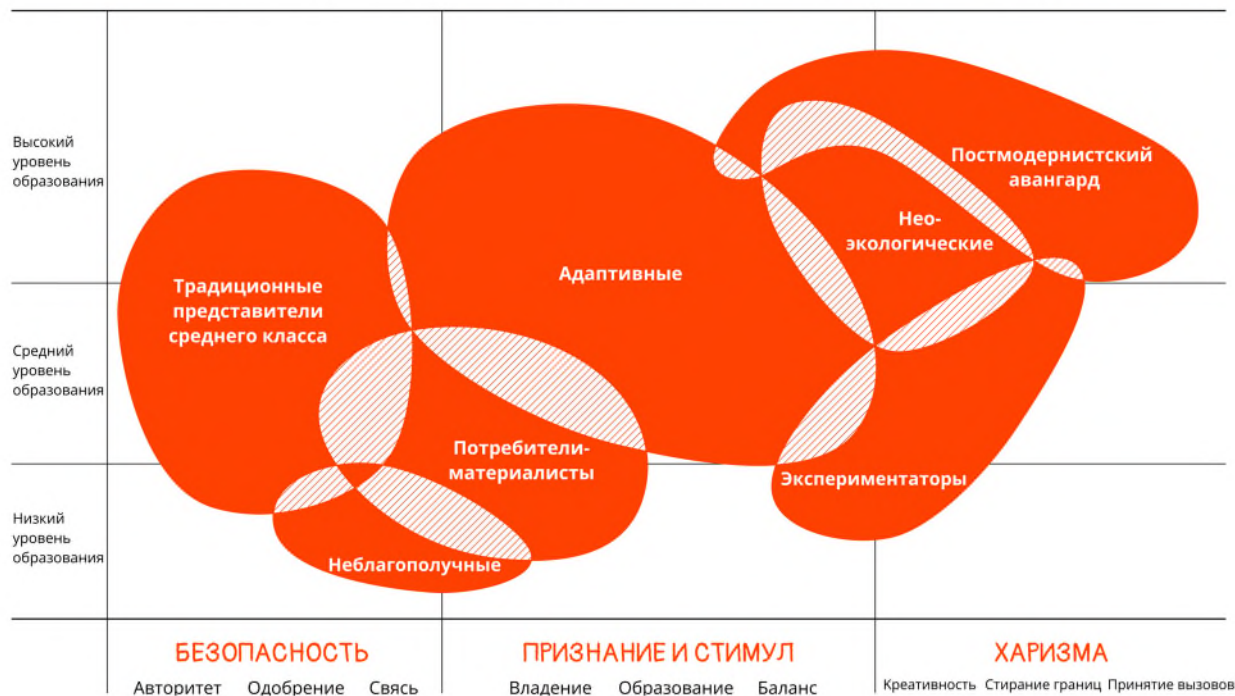 Высокий
уровень
образования
Постмодернистский
авангард
Нео-
экологические
Адаптивные
Традиционные
представители
среднего класса
Средний
уровень
образования
Потребители-
материалисты
Экспериментаторы
Низкий
уровень
образования
Неблагополучные
БЕЗОПАСНОСТЬ ПРИЗНАНИЕ И СТИМУЛ ХАРИЗМА
Авторитет Одобрение Свясь Владение Образование Баланс Креативность Стирание границ Принятие вызовов